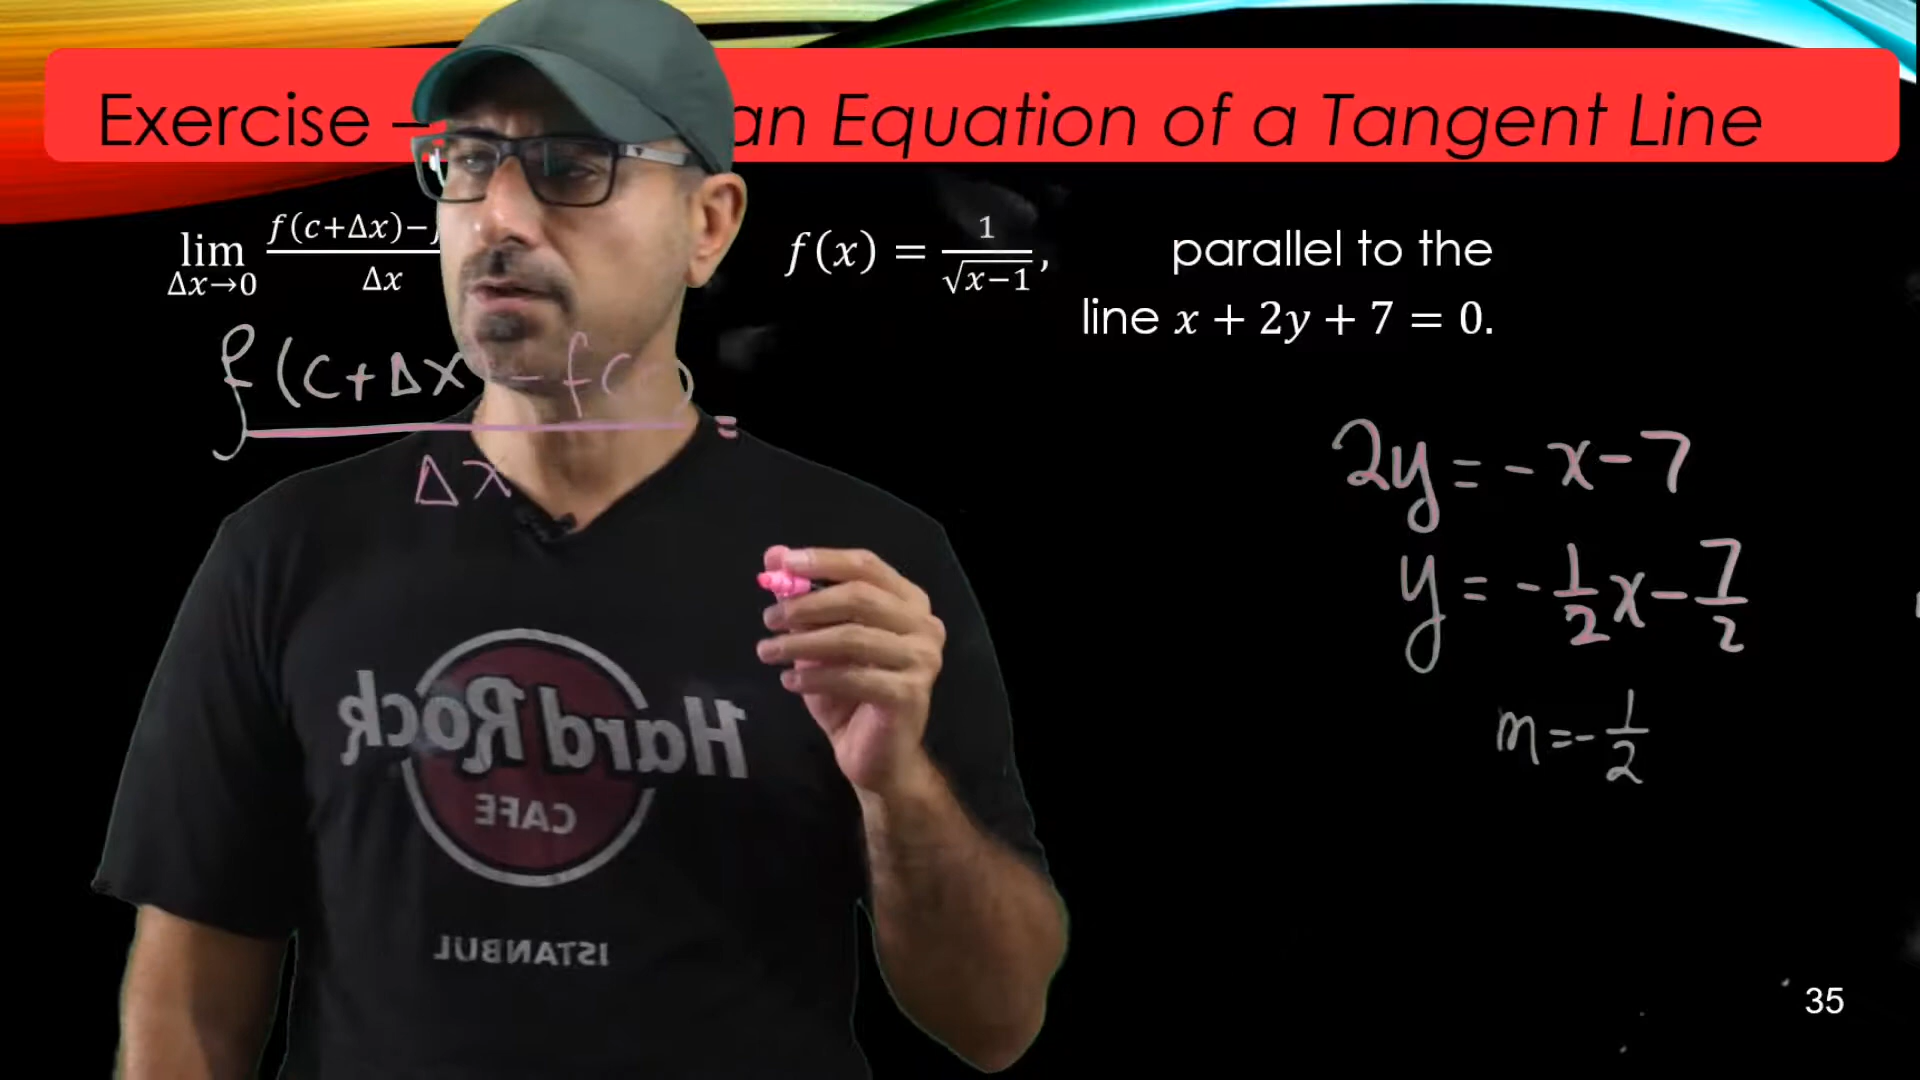 Exercise – an Equation of a Tangent Line
lim Δx→0 f(c+Δx)− / Δx
f(x) = 1/√x−1,
parallel to the
line x + 2y + 7 = 0.
f(c+Δx) − f(c) / Δx =
2y = -x-7
y = -1/2 x - 7/2
m = - 1/2
Hard Rock
CAFE
ISTANBUL
35